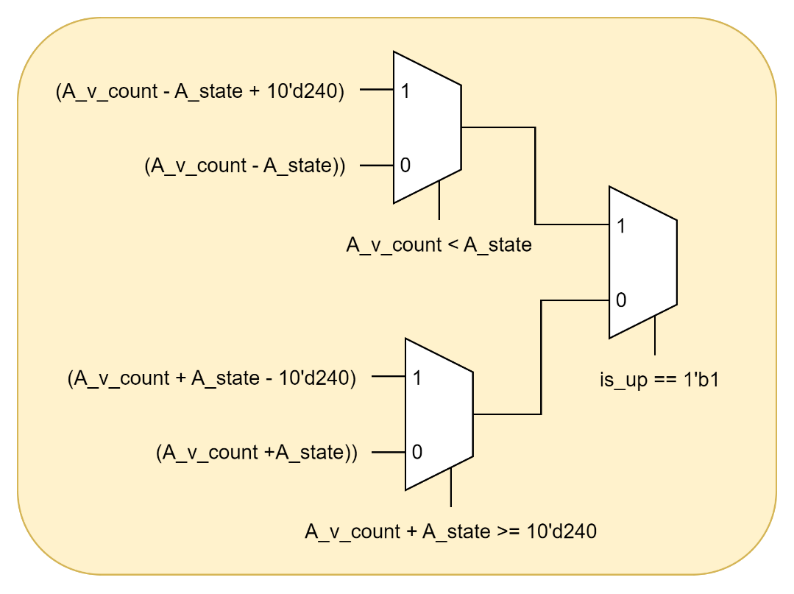 (A_v_count - A_state + 10'd240)
1
(A_v_count - A_state))
0
A_v_count < A_state
1
0
is_up == 1'b1
(A_v_count + A_state - 10'd240)
1
(A_v_count +A_state))
0
A_v_count + A_state >= 10'd240